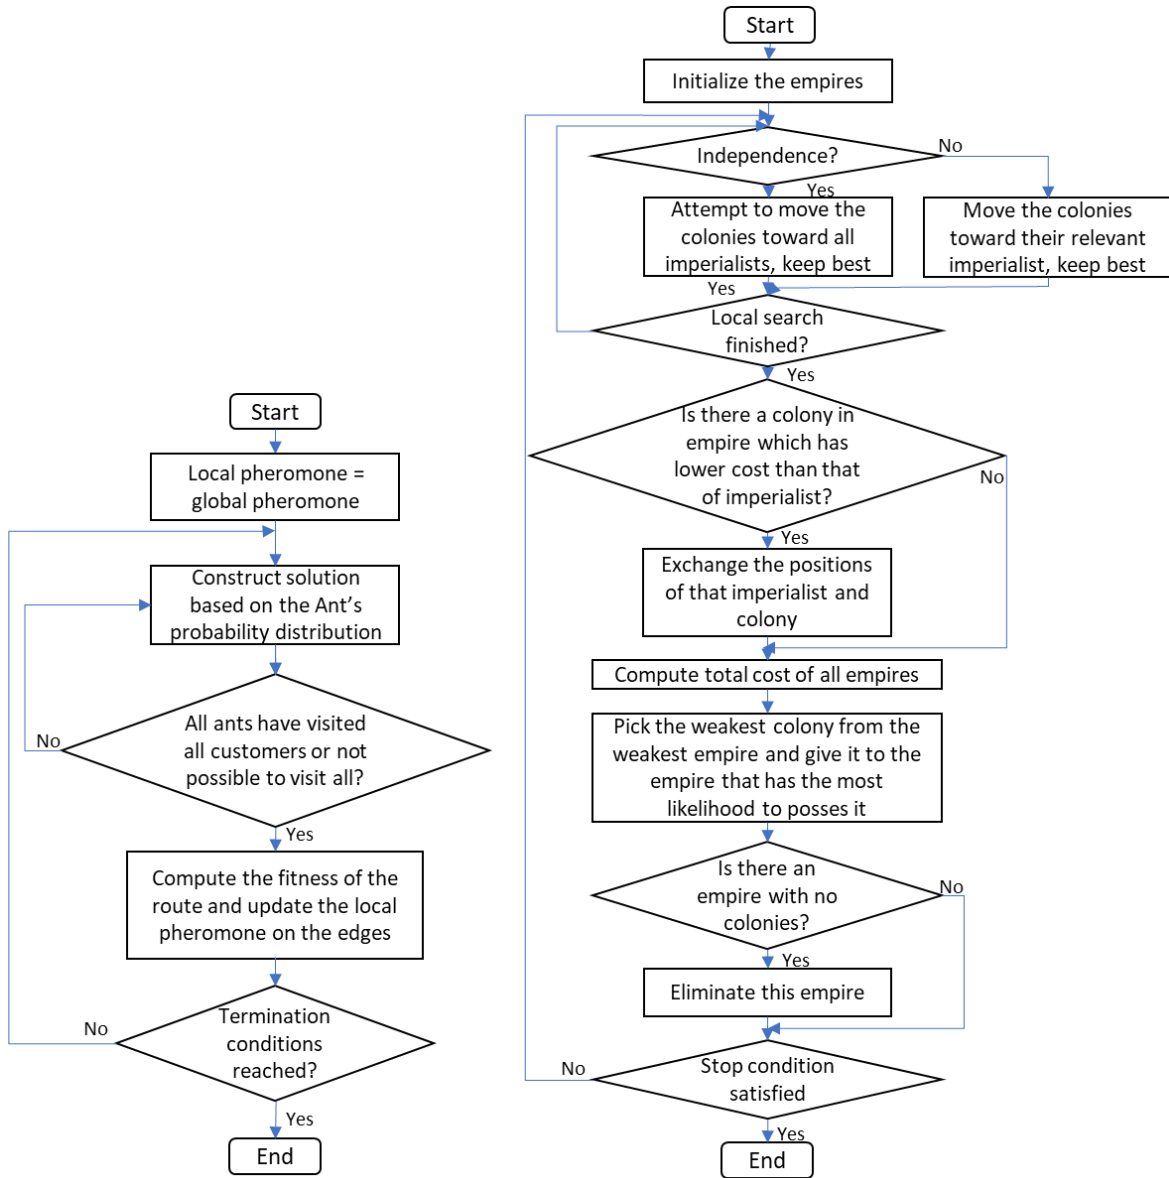 Start
Local pheromone =
global pheromone
Construct solution
based on the Ant's
probability distribution
All ants have visited
all customers or not
possible to visit all?
No
Yes
Compute the fitness of the
route and update the local
pheromone on the edges
Termination
conditions
reached?
No
Yes
End
Start
Initialize the empires
Independence?
No
Yes
Attempt to move the
colonies toward all
imperialists, keep best
Move the colonies
toward their relevant
imperialist, keep best
Yes
Local search
finished?
Yes
Is there a colony in
empire which has
lower cost than that
of imperialist?
No
Yes
Exchange the positions
of that imperialist and
colony
Compute total cost of all empires
Pick the weakest colony from the
weakest empire and give it to the
empire that has the most
likelihood to posses it
Is there an
empire with no
colonies?
No
Yes
Eliminate this empire
Stop condition
satisfied
No
Yes
End